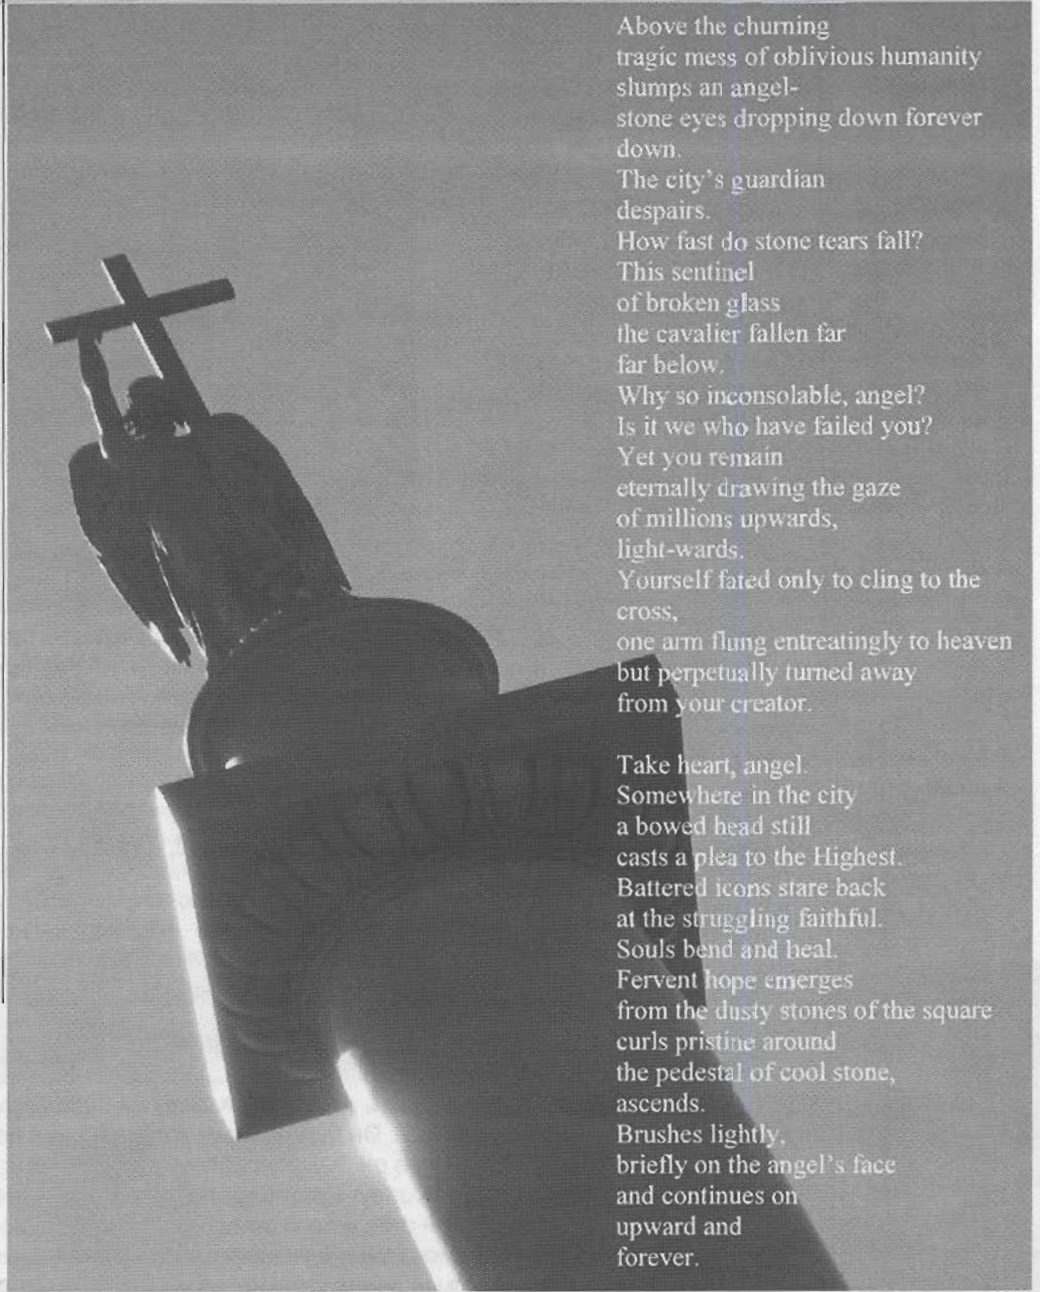 Above the churning
tragic mess of oblivious humanity
slumps an angel-
stone eyes dropping down forever
down.
The city's guardian
despairs.
How fast do stone tears fall?
This sentinel
of broken glass
the cavalier fallen far
far below.
Why so inconsolable, angel?
Is it we who have failed you?
Yet you remain
eternally drawing the gaze
of millions upwards,
light-wards.
Yourself fated only to cling to the
cross,
one arm flung entreatingly to heaven
but perpetually turned away
from your creator.

Take heart, angel.
Somewhere in the city
a bowed head still
casts a plea to the Highest.
Battered icons stare back
at the struggling faithful.
Souls bend and heal.
Fervent hope emerges
from the dusty stones of the square
curls pristine around
the pedestal of cool stone,
ascends.
Brushes lightly,
briefly on the angel's face
and continues on
upward and
forever.